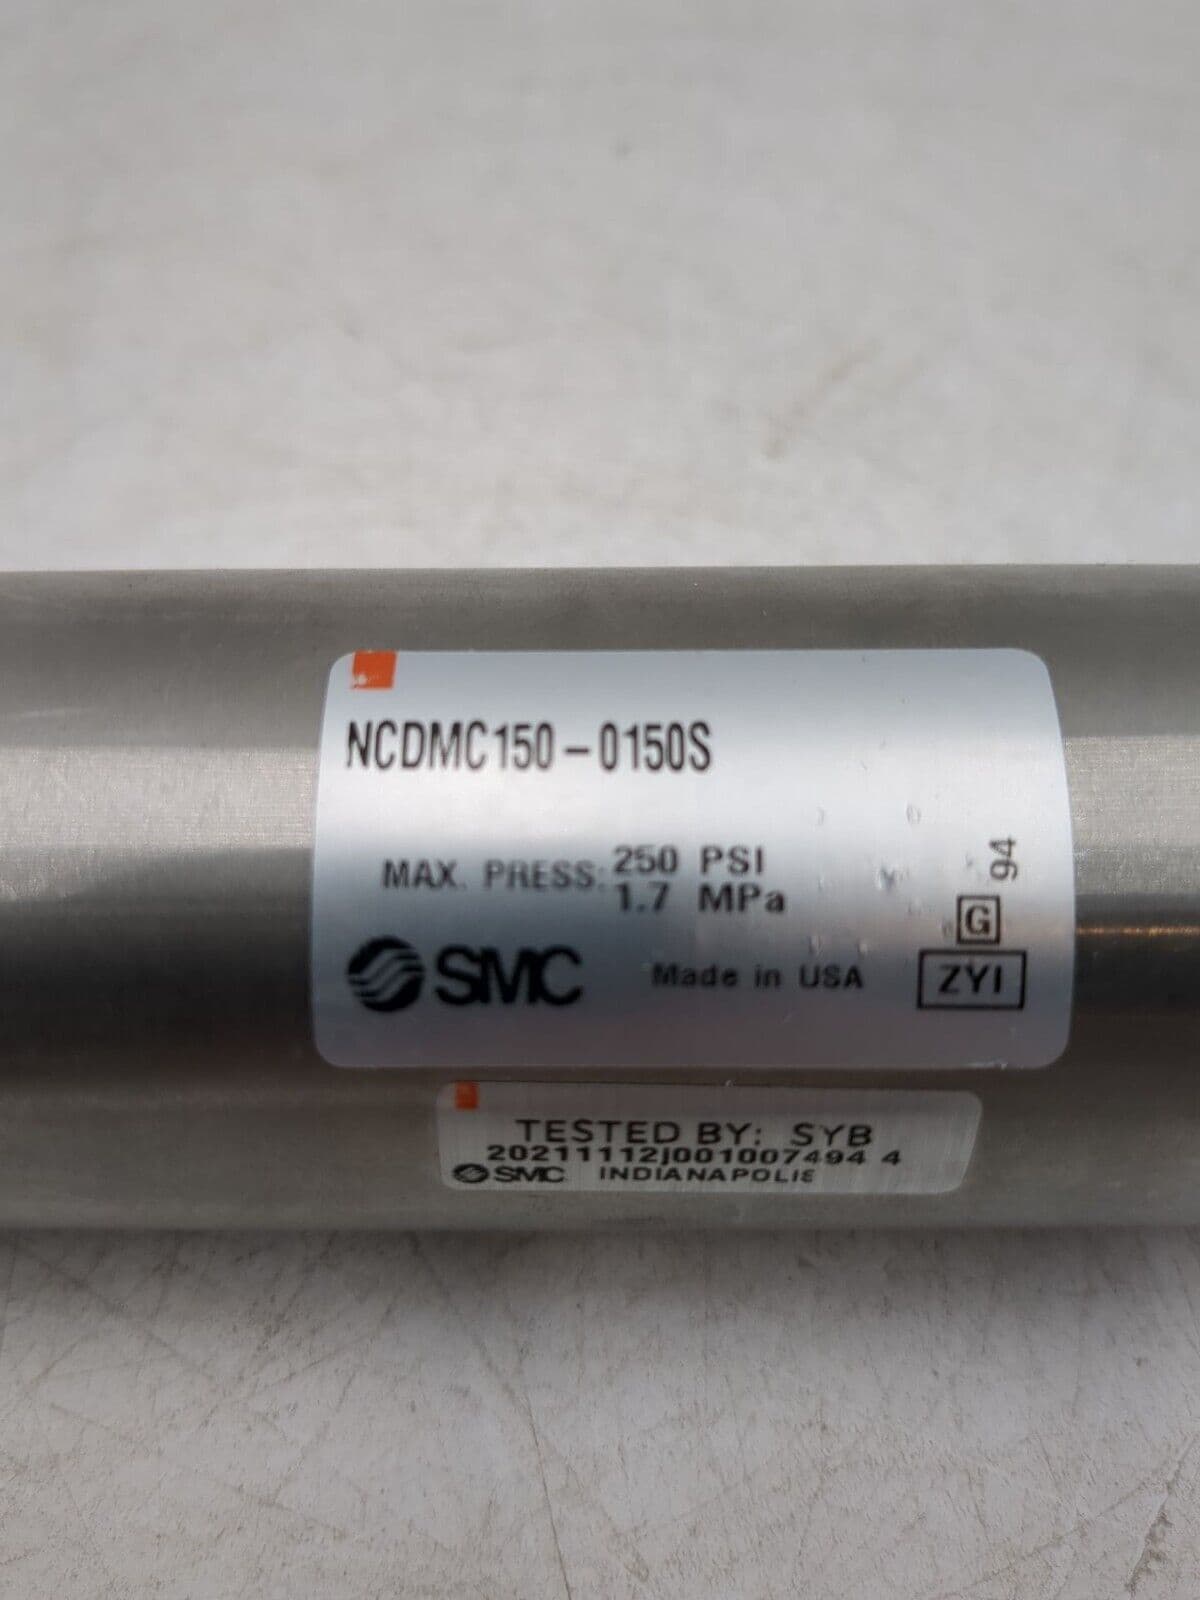 NCDMC150-0150S
MAX. PRESS: 250 PSI
1.7 MPa
94
G
SMC Made in USA ZYI
TESTED BY: SYB
20211112J001007494 4
SMC INDIANAPOLIS